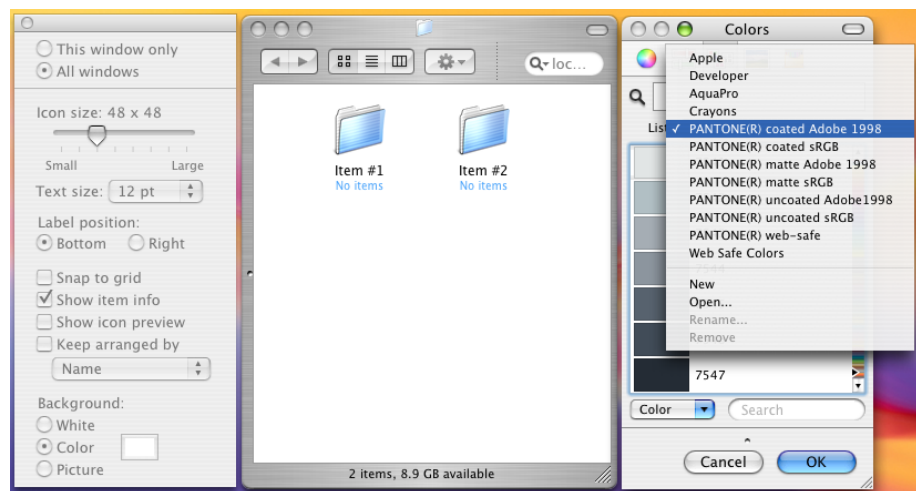 This window only
All windows
Icon size: 48 x 48
Small Large
Text size: 12 pt
Label position:
Bottom Right
Snap to grid
Show item info
Show icon preview
Keep arranged by
Name
Background:
White
Color
Picture
loc...
Item #1
No items
Item #2
No items
2 items, 8.9 GB available
Colors
Apple
Developer
AquaPro
Crayons
List
✓ PANTONE(R) coated Adobe 1998
PANTONE(R) coated sRGB
PANTONE(R) matte Adobe 1998
PANTONE(R) matte sRGB
PANTONE(R) uncoated Adobe1998
PANTONE(R) uncoated sRGB
PANTONE(R) web-safe
Web Safe Colors
New
Open...
Rename...
Remove
7547
Color
Search
Cancel OK